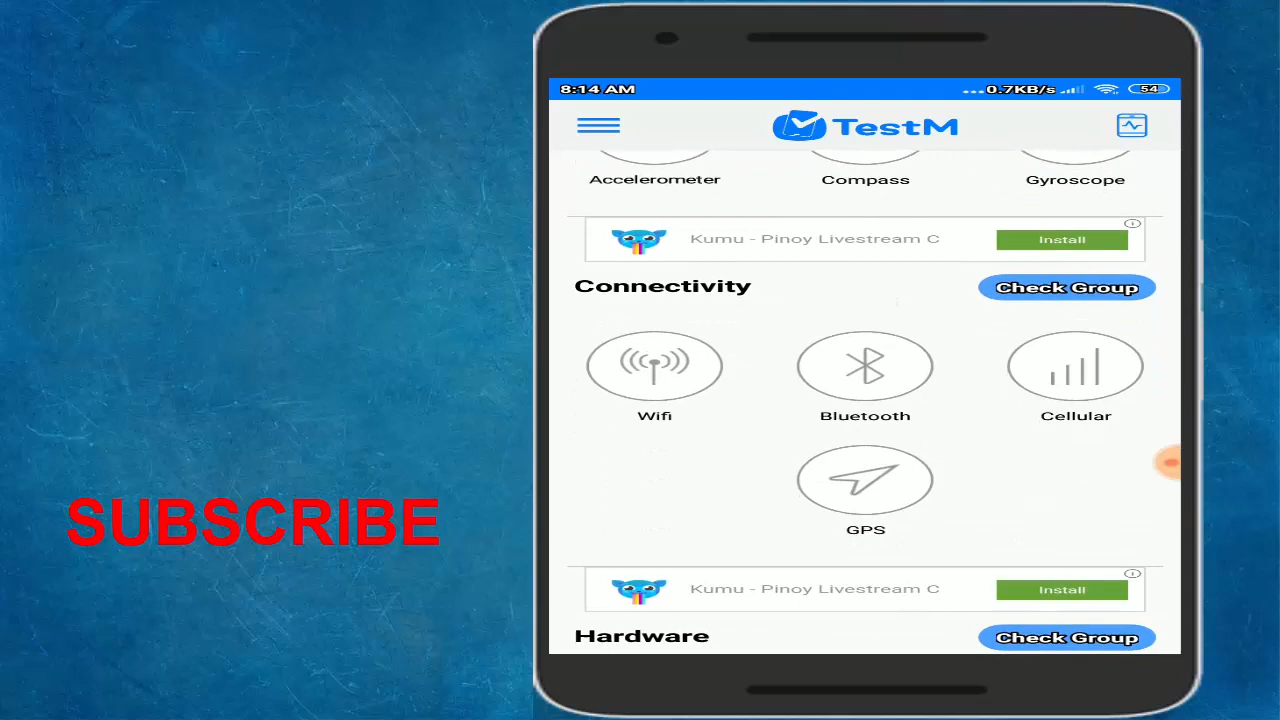 8:14 AM
...0.7KB/s
54
TestM
Accelerometer
Compass
Gyroscope
Kumu - Pinoy Livestream C
Install
Connectivity
Check Group
Wifi
Bluetooth
Cellular
GPS
SUBSCRIBE
Kumu - Pinoy Livestream C
Install
Hardware
Check Group